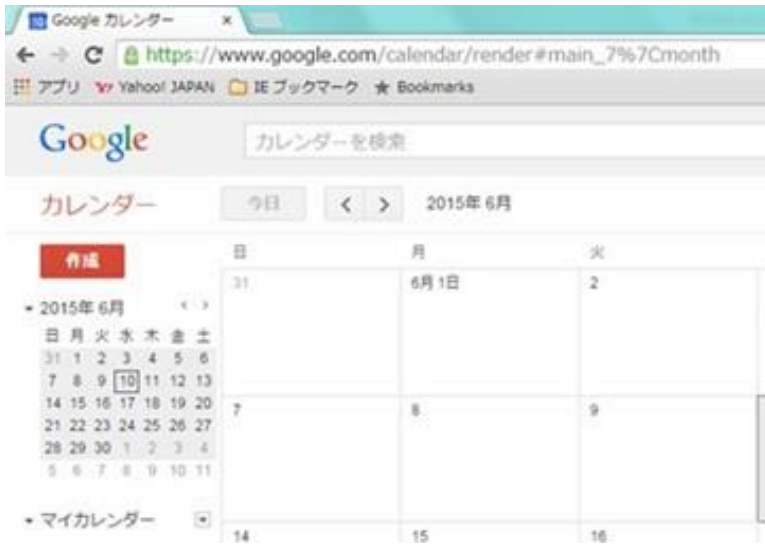 Google カレンダー
https://www.google.com/calendar/render#main_7%7Cmonth
アプリ Yahoo! JAPAN IE ブックマーク Bookmarks
Google カレンダーを検索
カレンダー 今日 2015年 6月
作成
日 月 火
31 6月 1日 2
2015年 6月
日 月 火 水 木 金 土
31 1 2 3 4 5 6
7 8 9 10 11 12 13
14 15 16 17 18 19 20
21 22 23 24 25 26 27
28 29 30 1 2 3 4
5 6 7 8 9 10 11
7 8 9
マイカレンダー
14 15 16